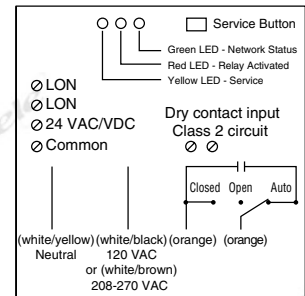 Service Button
Green LED - Network Status
Red LED - Relay Activated
Yellow LED - Service
LON
LON
24 VAC/VDC
Common
Dry contact input
Class 2 circuit
Closed Open Auto
(white/yellow) (white/black) (orange) (orange)
Neutral 120 VAC
or (white/brown)
208-270 VAC